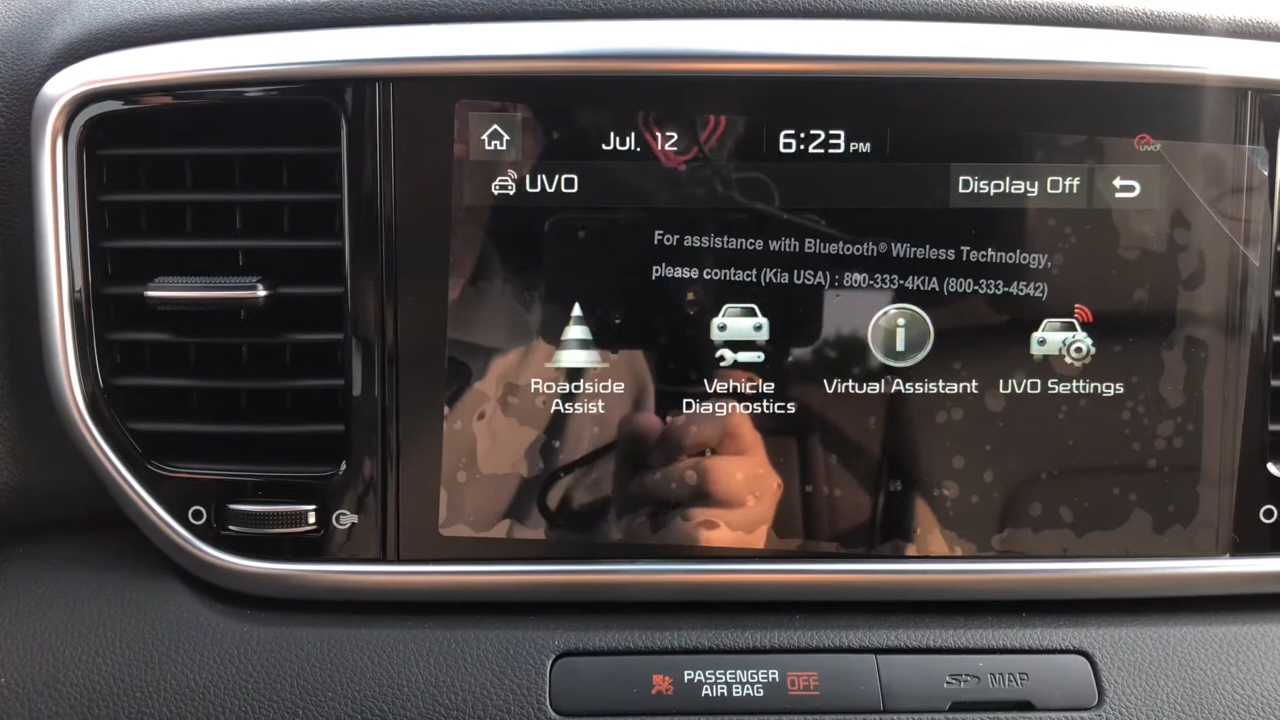 Jul. 12 6:23 PM UVO
UVO Display Off
For assistance with Bluetooth® Wireless Technology,
please contact (Kia USA) : 800-333-4KIA (800-333-4542)
Roadside
Assist
Vehicle
Diagnostics
Virtual Assistant
UVO Settings
PASSENGER
AIR BAG OFF
SD MAP